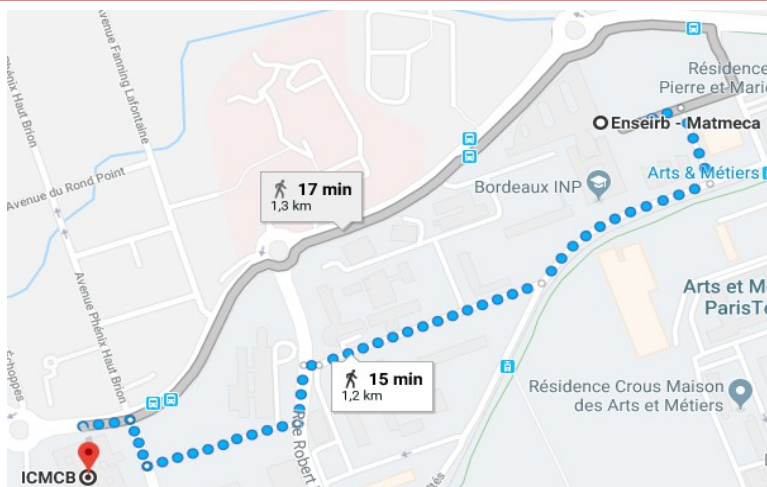 Avenue Fanning Lafontaine
Phénix Haut Brion
Résidence
Pierre et Marie
Enseirb - Matmeca
Avenue du Rond Point
17 min
1,3 km
Bordeaux INP
Arts & Métiers
Avenue Phénix Haut Brion
Arts et M
ParisTe
15 min
1,2 km
Échoppes
Résidence Crous Maison
des Arts et Métiers
Rue Robert
ICMCB